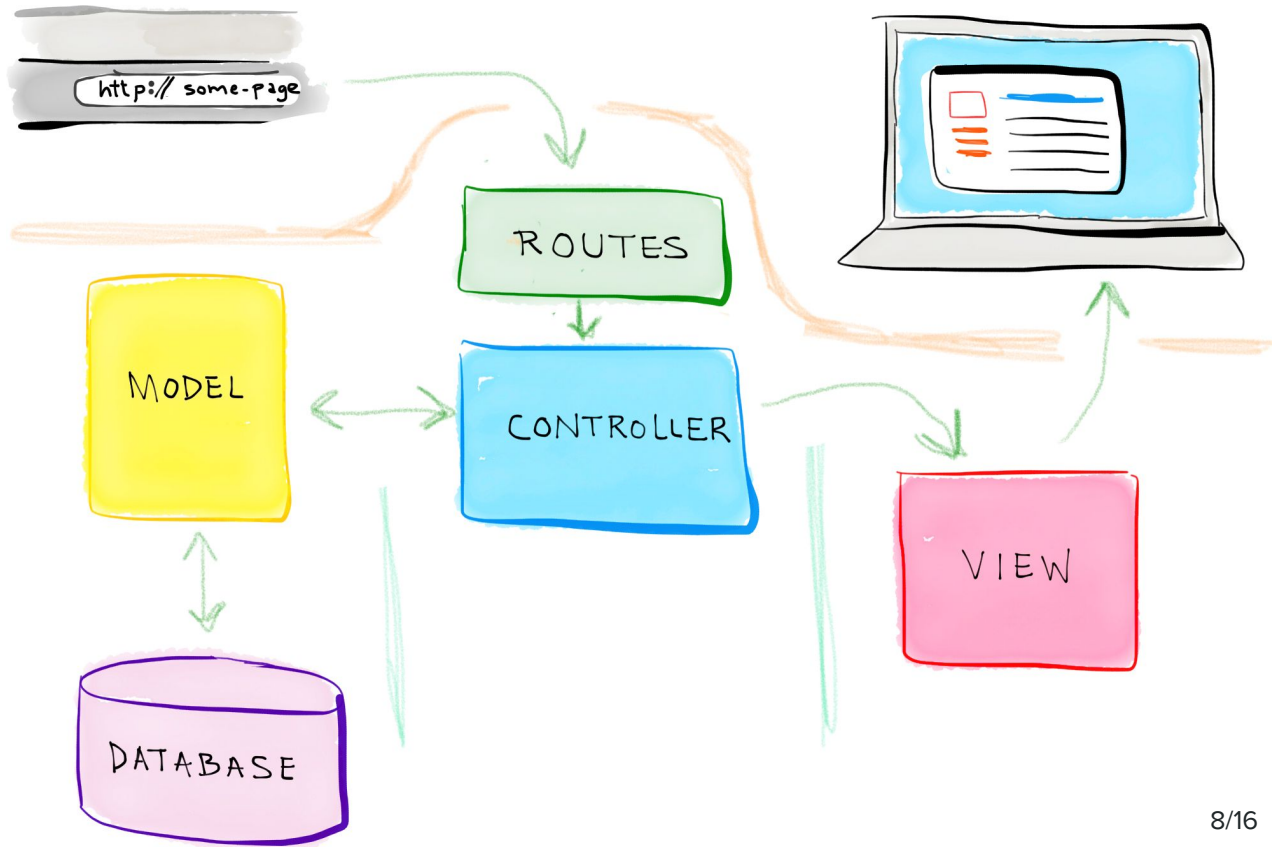 http:// some-page
ROUTES
MODEL
CONTROLLER
VIEW
DATABASE
8/16